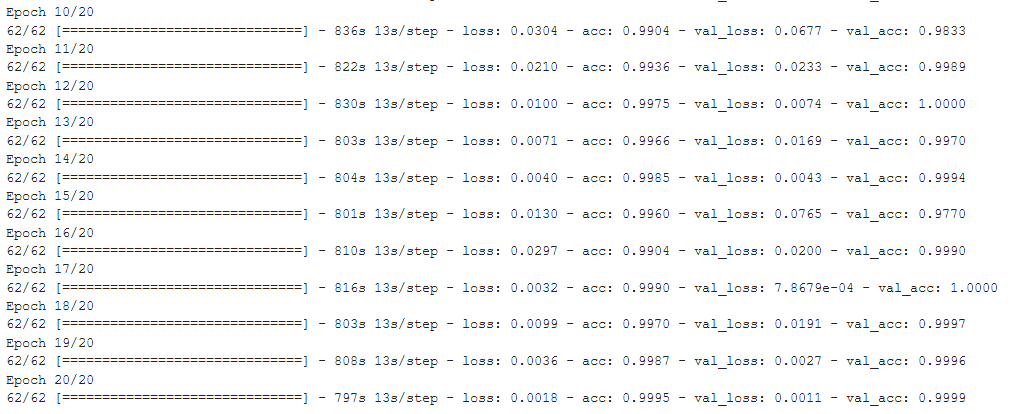 Epoch 10/20
62/62 [==============================] - 836s 13s/step - loss: 0.0304 - acc: 0.9904 - val_loss: 0.0677 - val_acc: 0.9833
Epoch 11/20
62/62 [==============================] - 822s 13s/step - loss: 0.0210 - acc: 0.9936 - val_loss: 0.0233 - val_acc: 0.9989
Epoch 12/20
62/62 [==============================] - 830s 13s/step - loss: 0.0100 - acc: 0.9975 - val_loss: 0.0074 - val_acc: 1.0000
Epoch 13/20
62/62 [==============================] - 803s 13s/step - loss: 0.0071 - acc: 0.9966 - val_loss: 0.0169 - val_acc: 0.9970
Epoch 14/20
62/62 [==============================] - 804s 13s/step - loss: 0.0040 - acc: 0.9985 - val_loss: 0.0043 - val_acc: 0.9994
Epoch 15/20
62/62 [==============================] - 801s 13s/step - loss: 0.0130 - acc: 0.9960 - val_loss: 0.0765 - val_acc: 0.9770
Epoch 16/20
62/62 [==============================] - 810s 13s/step - loss: 0.0297 - acc: 0.9904 - val_loss: 0.0200 - val_acc: 0.9990
Epoch 17/20
62/62 [==============================] - 816s 13s/step - loss: 0.0032 - acc: 0.9990 - val_loss: 7.8679e-04 - val_acc: 1.0000
Epoch 18/20
62/62 [==============================] - 803s 13s/step - loss: 0.0099 - acc: 0.9970 - val_loss: 0.0191 - val_acc: 0.9997
Epoch 19/20
62/62 [==============================] - 808s 13s/step - loss: 0.0036 - acc: 0.9987 - val_loss: 0.0027 - val_acc: 0.9996
Epoch 20/20
62/62 [==============================] - 797s 13s/step - loss: 0.0018 - acc: 0.9995 - val_loss: 0.0011 - val_acc: 0.9999